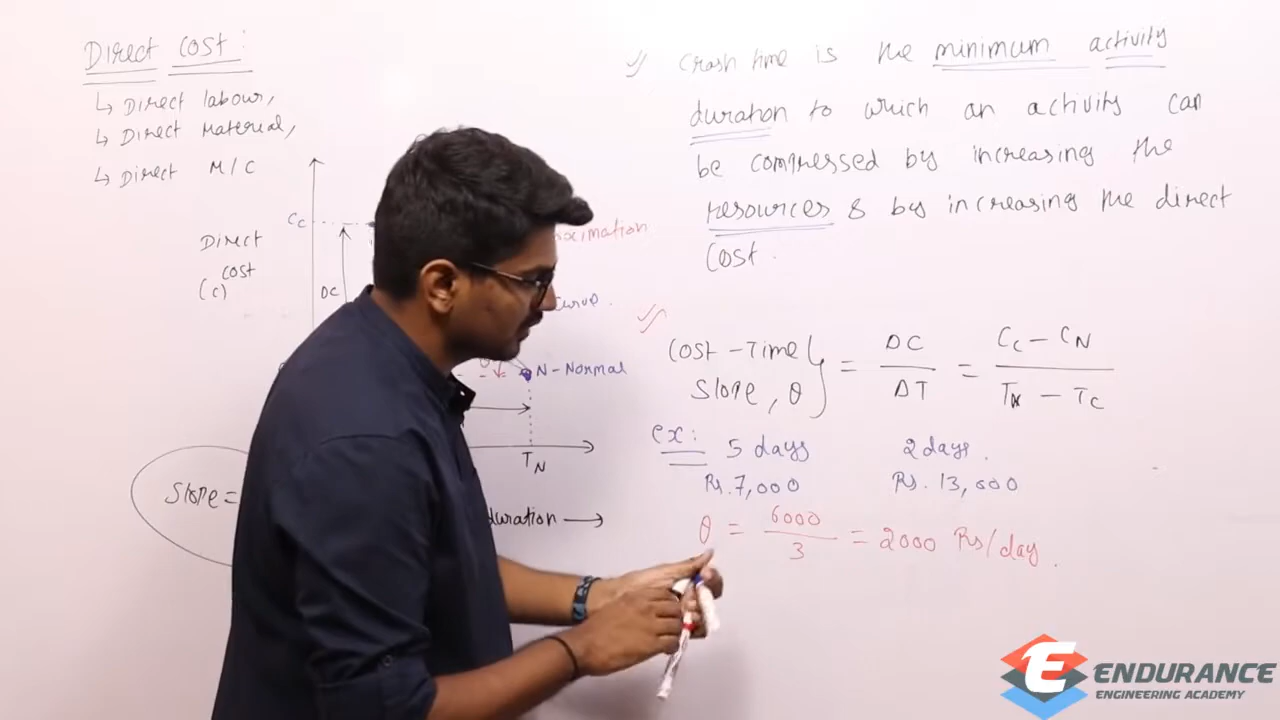 Direct Cost :
↳ Direct labour,
↳ Direct Material,
↳ Direct M/C
Cc
Direct
Cost
(c)
DC
N-Normal
TN
duration →
Slope =
Crash time is the minimum activity
duration to which an activity can
be compressed by increasing the
resources & by increasing the direct
Cost.
Cost-Time } = DC / ΔT = Cc - CN / TN - Tc
Slope, θ
ex: 5 days 2 days.
Rs. 7,000 Rs. 13,000
θ = 6000 / 3 = 2000 Rs/day.
E ENDURANCE
ENGINEERING ACADEMY